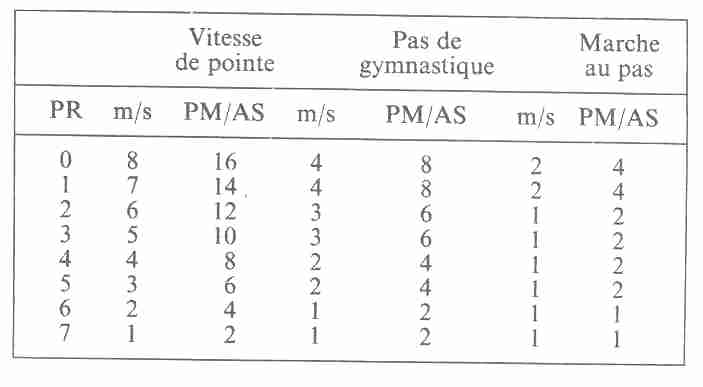 Vitesse Pas de Marche
de pointe gymnastique au pas
PR m/s PM/AS m/s PM/AS m/s PM/AS
0 8 16 4 8 2 4
1 7 14 4 8 2 4
2 6 12 3 6 1 2
3 5 10 3 6 1 2
4 4 8 2 4 1 2
5 3 6 2 4 1 2
6 2 4 1 2 1 1
7 1 2 1 2 1 1